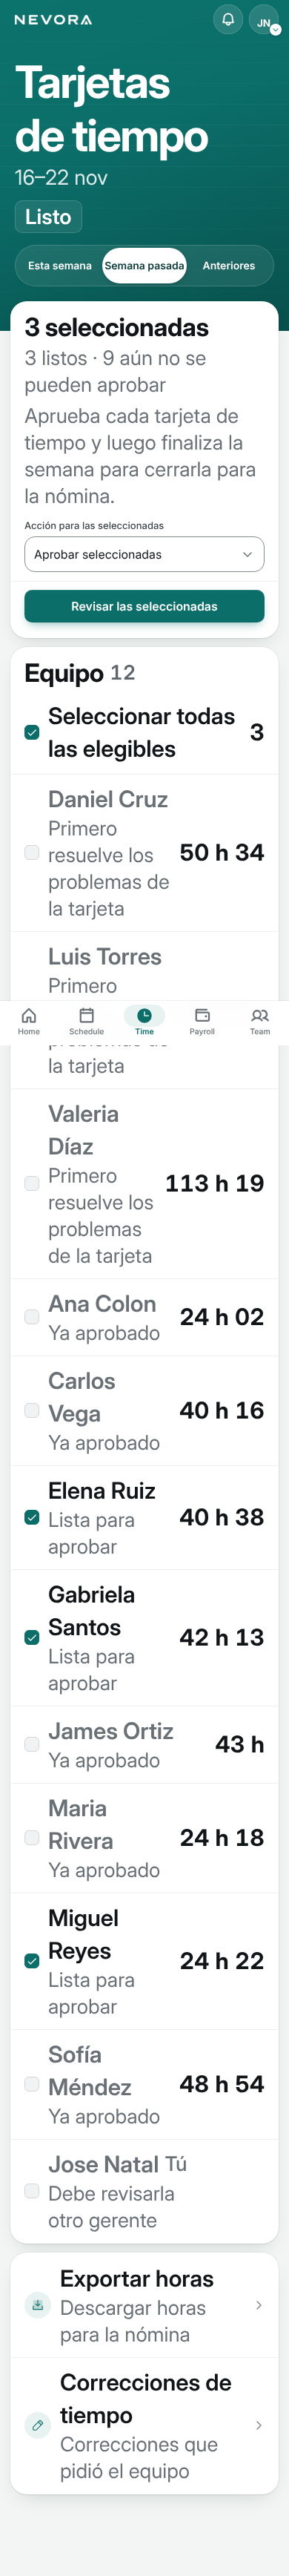 NEVORA
JN
Tarjetas
de tiempo
16–22 nov
Listo
Esta semana
Semana pasada
Anteriores
3 seleccionadas
3 listos · 9 aún no se
pueden aprobar
Aprueba cada tarjeta de
tiempo y luego finaliza la
semana para cerrarla para
la nómina.
Acción para las seleccionadas
Aprobar seleccionadas
Revisar las seleccionadas
Equipo 12
Seleccionar todas
las elegibles
3
Daniel Cruz
Primero
resuelve los
problemas de
la tarjeta
50 h 34
Luis Torres
Primero
Home
Schedule
Time
Payroll
Team
la tarjeta
Valeria
Díaz
Primero
resuelve los
problemas
de la tarjeta
113 h 19
Ana Colon
Ya aprobado
24 h 02
Carlos
Vega
Ya aprobado
40 h 16
Elena Ruiz
Lista para
aprobar
40 h 38
Gabriela
Santos
Lista para
aprobar
42 h 13
James Ortiz
Ya aprobado
43 h
Maria
Rivera
Ya aprobado
24 h 18
Miguel
Reyes
Lista para
aprobar
24 h 22
Sofía
Méndez
Ya aprobado
48 h 54
Jose Natal Tú
Debe revisarla
otro gerente
Exportar horas
Descargar horas
para la nómina
Correcciones de
tiempo
Correcciones que
pidió el equipo